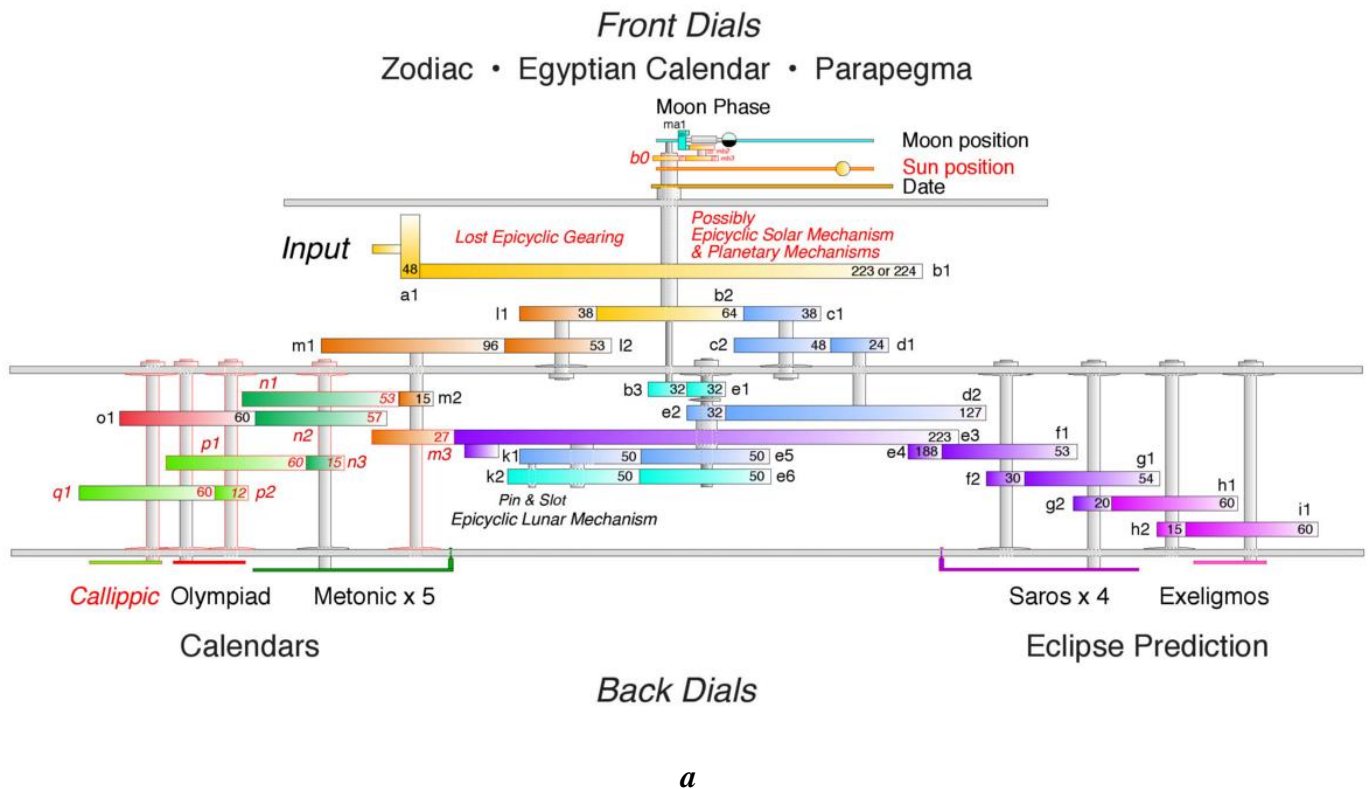 Front Dials
Zodiac • Egyptian Calendar • Parapegma
Moon Phase
ma1
mb2
b0 mb3
Moon position
Sun position
Date
Input
Lost Epicyclic Gearing
Possibly
Epicyclic Solar Mechanism
& Planetary Mechanisms
48 223 or 224 b1
a1
b2
l1 38 64 38 c1
m1 96 53 l2 c2 48 24 d1
n1 53 15 m2 b3 32 32 e1 d2
o1 60 57 e2 32 127
p1 n2 27 223 e3 f1
m3 e4 188 53
60 15 n3 k1 50 50 e5 g1
q1 60 12 p2 k2 50 50 e6 f2 30 54
Pin & Slot
Epicyclic Lunar Mechanism
h1
g2 20 60
i1
h2 15 60
Callippic Olympiad Metonic x 5 Saros x 4 Exeligmos
Calendars Eclipse Prediction
Back Dials
a